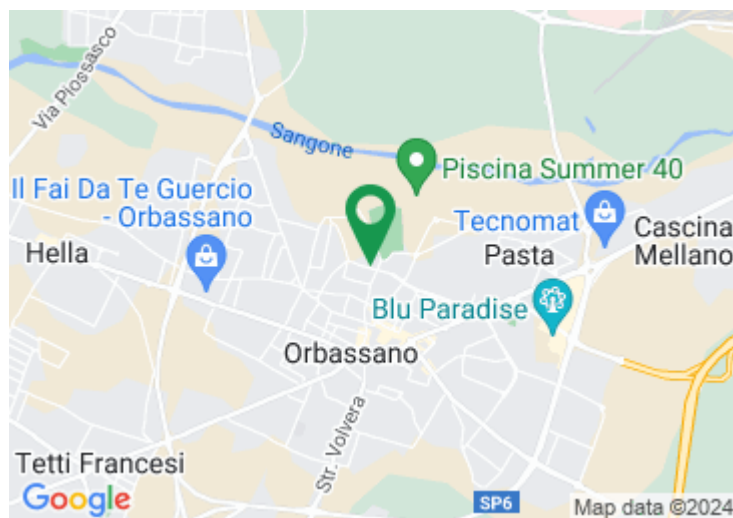 Via Piossasco
Sangone
Piscina Summer 40
Il Fai Da Te Guercio
- Orbassano
Tecnomat
Cascina
Mellano
Hella
Pasta
Blu Paradise
Orbassano
Str. Volvera
Tetti Francesi
Google
SP6
Map data ©2024